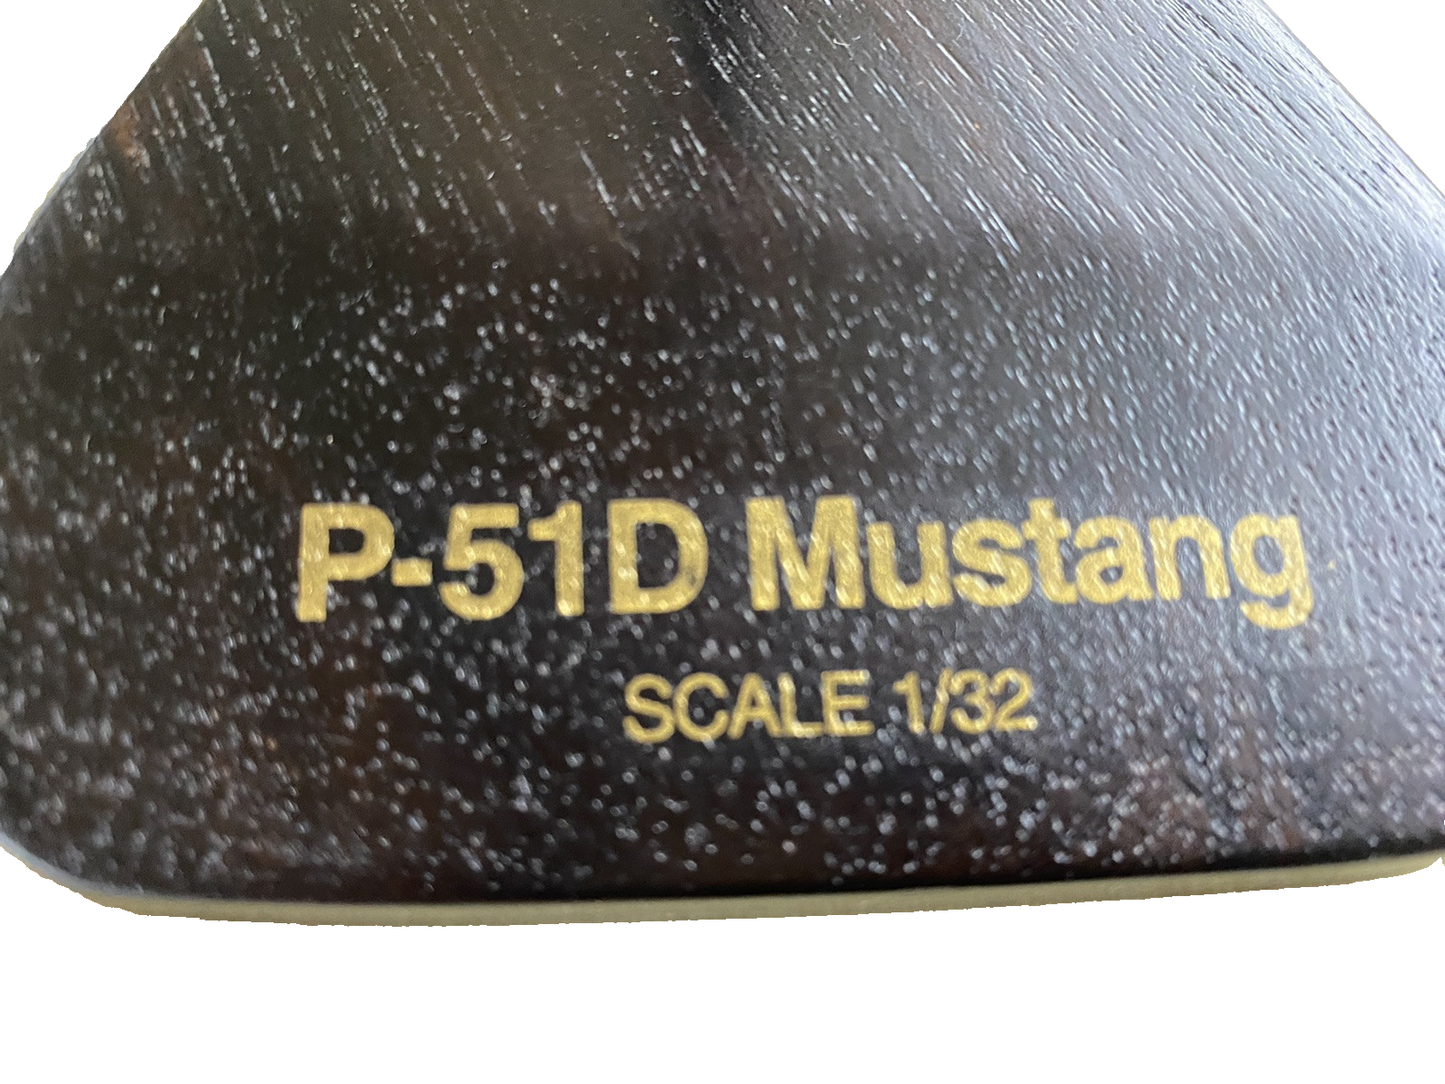 P-51D Mustang
SCALE 1/32